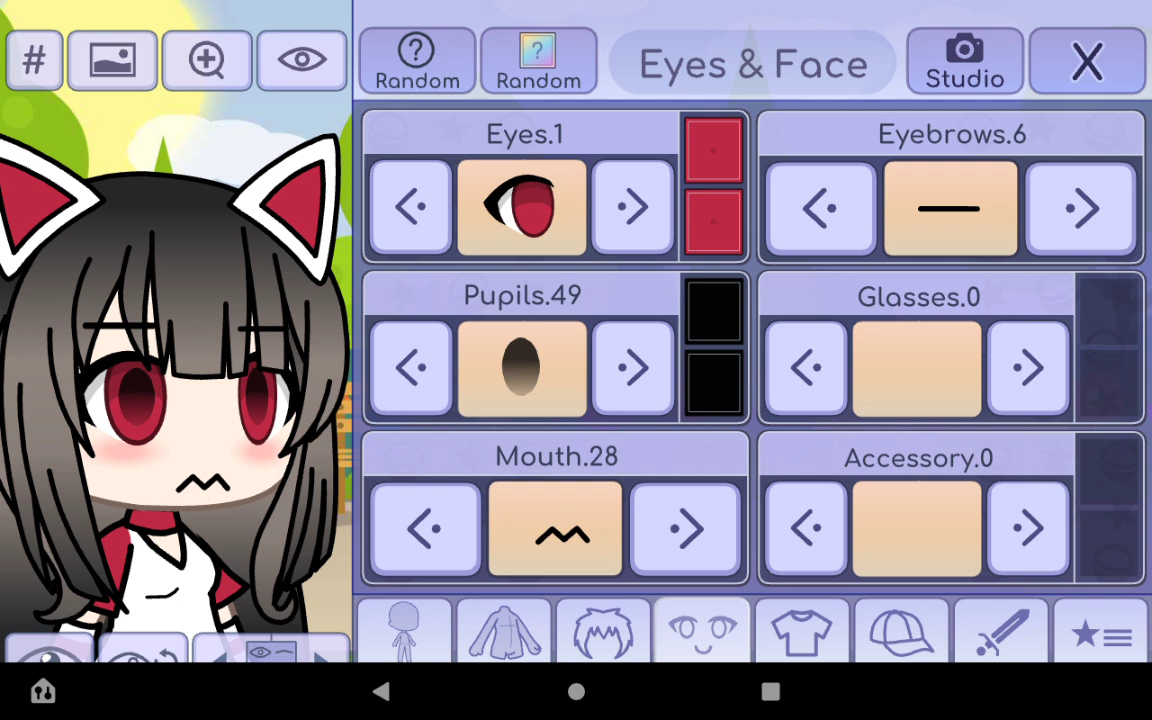 #
?
Random
?
Random
Eyes & Face
Studio
X
Eyes.1
Eyebrows.6
Pupils.49
Glasses.0
Mouth.28
Accessory.0